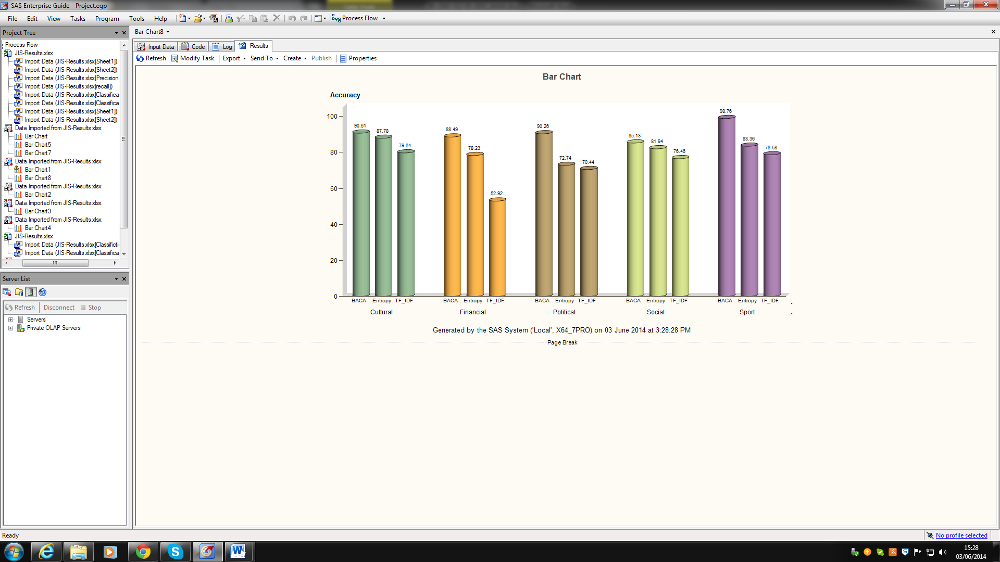 SAS Enterprise Guide - Project.egp
File Edit View Tasks Program Tools Help Process Flow
Project Tree
Process Flow
JIS-Results.xlsx
Import Data (JIS-Results.xlsx[Sheet1])
Import Data (JIS-Results.xlsx[Sheet2])
Import Data (JIS-Results.xlsx[Precision
Import Data (JIS-Results.xlsx[recall])
Import Data (JIS-Results.xlsx[Classifica
Import Data (JIS-Results.xlsx[Classifica
Import Data (JIS-Results.xlsx[Sheet1])
Import Data (JIS-Results.xlsx[Sheet2])
Data Imported from JIS-Results.xlsx
Bar Chart
Bar Chart5
Bar Chart7
Data Imported from JIS-Results.xlsx
Bar Chart1
Bar Chart8
Data Imported from JIS-Results.xlsx
Bar Chart2
Data Imported from JIS-Results.xlsx
Bar Chart3
Data Imported from JIS-Results.xlsx
Bar Chart4
JIS-Results.xlsx
Import Data (JIS-Results.xlsx[Classificti
Import Data (JIS-Results.xlsx[Classifica
Server List
Refresh Disconnect Stop
Servers
Private OLAP Servers
Bar Chart8
Input Data Code Log Results
Refresh Modify Task Export Send To Create Publish Properties
Bar Chart
Accuracy
100
80
60
40
20
0
90.61 87.78 79.64
88.49 78.23 52.92
90.26 72.74 70.44
85.13 81.94 76.46
98.76 83.36 78.58
BACA Entropy TF_IDF BACA Entropy TF_IDF BACA Entropy TF_IDF BACA Entropy TF_IDF BACA Entropy TF_IDF .
Cultural Financial Political Social Sport .
Generated by the SAS System ('Local', X64_7PRO) on 03 June 2014 at 3:28:28 PM
Page Break
Ready
No profile selected
15:28
03/06/2014